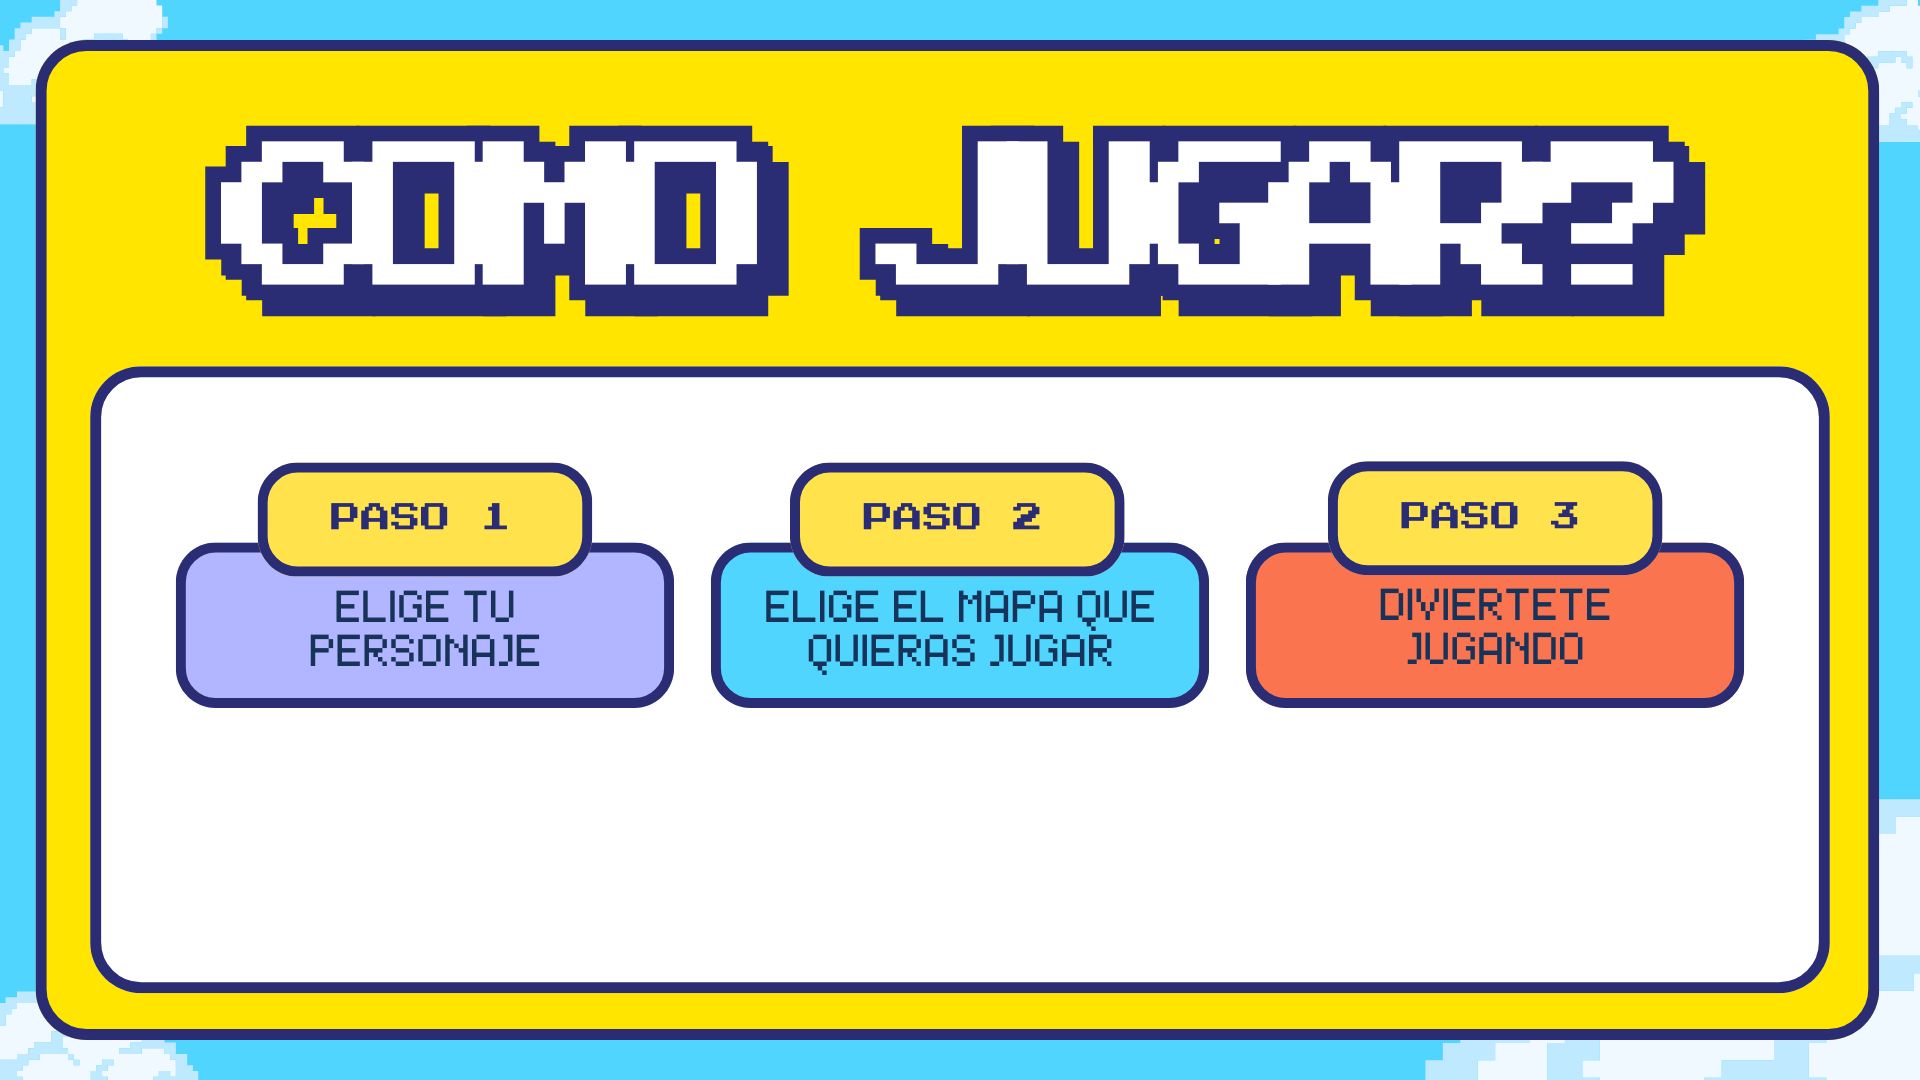 COMO JUGAR?
PASO 1
ELIGE TU
PERSONAJE
PASO 2
ELIGE EL MAPA QUE
QUIERAS JUGAR
PASO 3
DIVIERTETE
JUGANDO